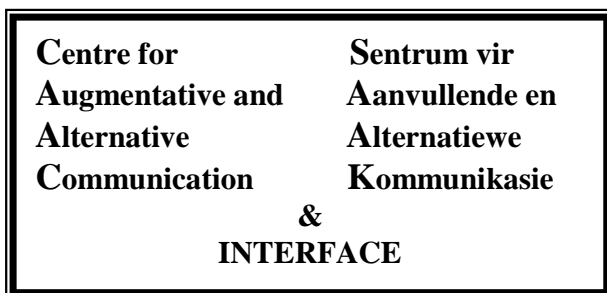 Centre for Sentrum vir
Augmentative and Aanvullende en
Alternative Alternatiewe
Communication Kommunikasie
&
INTERFACE